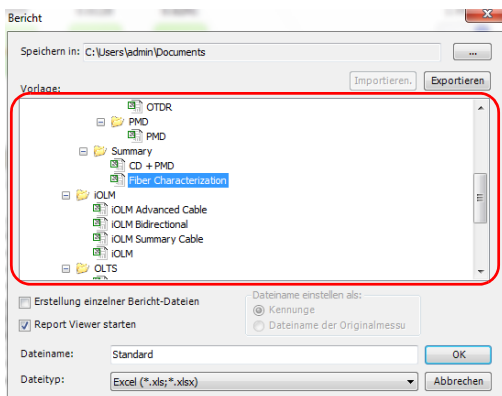 Bericht
Speichern in: C:\Users\admin\Documents
...
Importieren.
Exportieren
Vorlage:
OTDR
PMD
PMD
Summary
CD + PMD
Fiber Characterization
iOLM
iOLM Advanced Cable
iOLM Bidirectional
iOLM Summary Cable
iOLM
OLTS
Erstellung einzelner Bericht-Dateien
Report Viewer starten
Dateiname einstellen als:
Kennunge
Dateiname der Originalmessu
Dateiname: Standard
OK
Dateityp: Excel (*.xls;*.xlsx)
Abbrechen